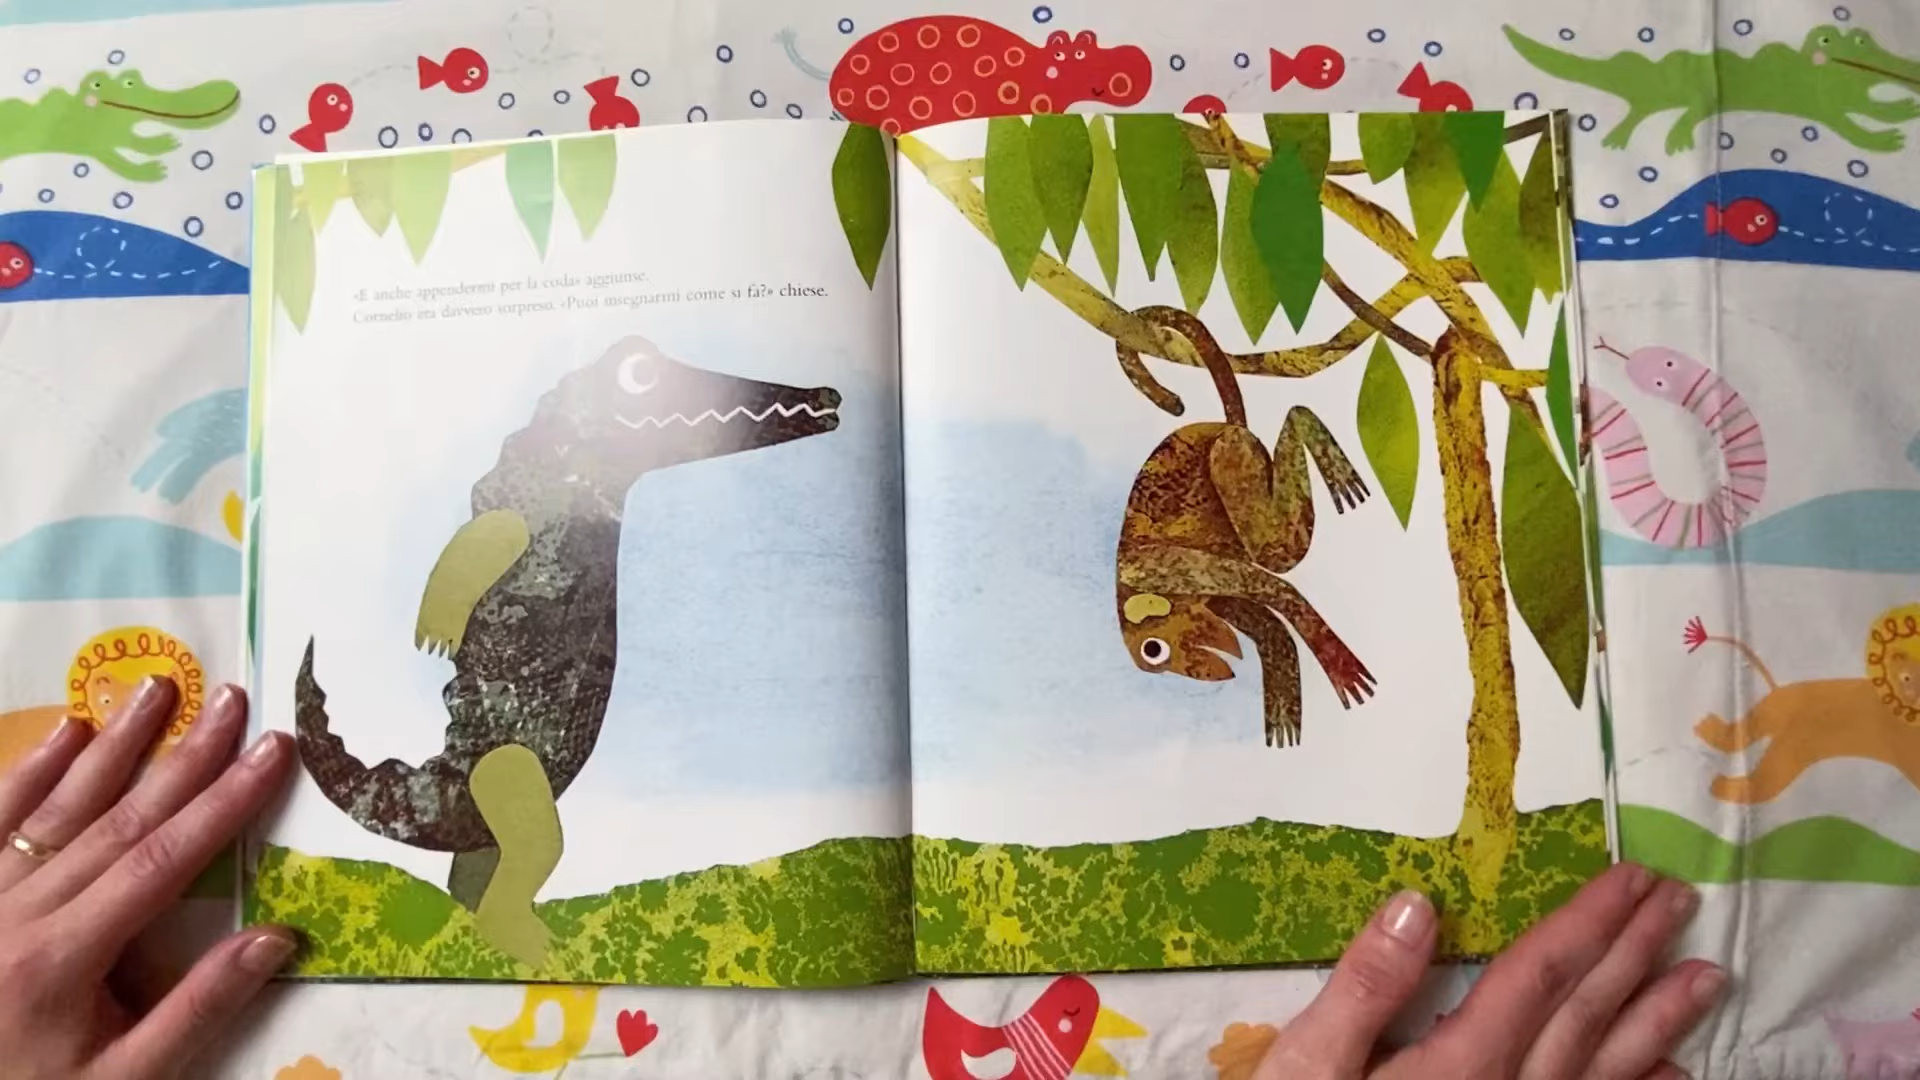 «E anche appendermi per la coda» aggiunse.
Cornelio era davvero sorpreso. «Puoi insegnarmi come si fa?» chiese.